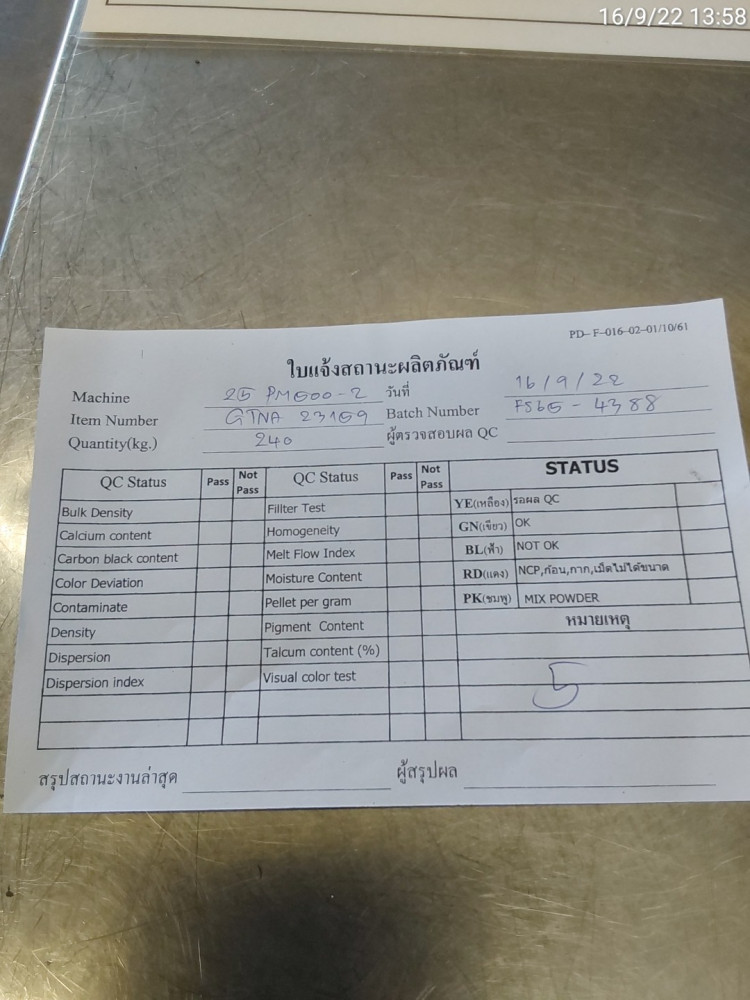 16/9/22 13:58
PD- F-016-02-01/10/61
ใบแจ้งสถานะผลิตภัณฑ์
Machine 25 PM600-2 วันที่ 16/9/22
Item Number GTNA 23169 Batch Number FS65-4388
Quantity(kg.) 240 ผู้ตรวจสอบผล QC
QC Status Pass Not Pass QC Status Pass Not Pass STATUS
Bulk Density Fillter Test YE(เหลือง) รอผล QC
Calcium content Homogeneity GN(เขียว) OK
Carbon black content Melt Flow Index BL(ฟ้า) NOT OK
Color Deviation Moisture Content RD(แดง) NCP,ก้อน,กาก,เม็ดไม่ได้ขนาด
Contaminate Pellet per gram PK(ชมพู) MIX POWDER
Density Pigment Content หมายเหตุ
Dispersion Talcum content (%)
Dispersion index Visual color test 5
สรุปสถานะงานล่าสุด ผู้สรุปผล